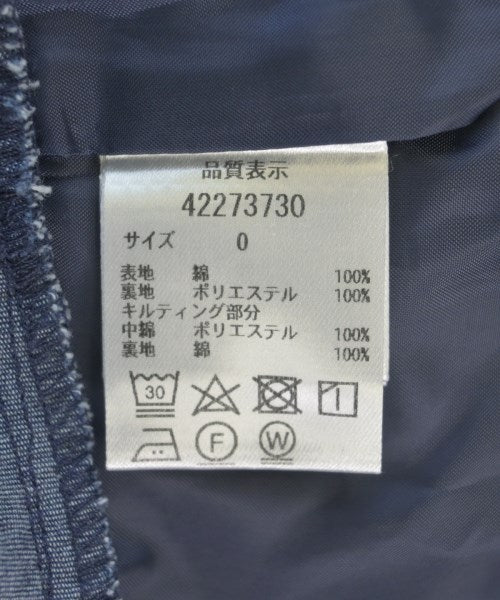 品質表示
42273730
サイズ 0
表地 綿 100%
裏地 ポリエステル 100%
キルティング部分
中綿 ポリエステル 100%
裏地 綿 100%
30
F W